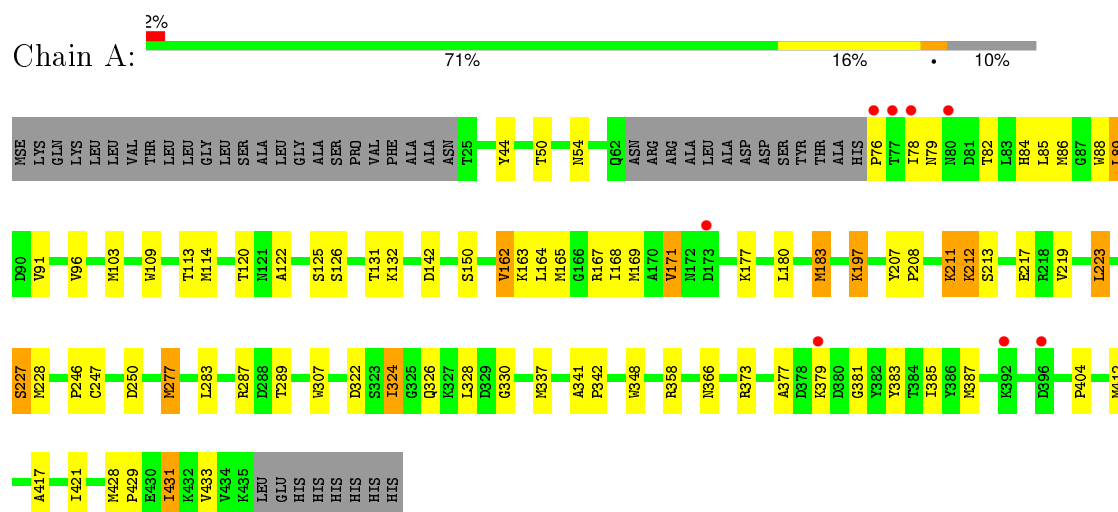 2%
Chain A:
71% 16% • 10%
MSE LYS GLN LYS LEU LEU VAL THR LEU LEU GLY LEU SER ALA LEU GLY ALA SER PRO VAL PHE ALA ALA ASN T25 Y44 T50 N54 Q62 ASN ARG ARG ALA LEU ALA ASP ASP SER TYR THR ALA HIS P76 T77 I78 N79 N80 D81 T82 L83 H84 L85 M86 G87 W88 L89
D90 V91 V96 M103 W109 T113 M114 T120 N121 A122 S125 S126 T131 K132 D142 S150 V162 K163 L164 M165 G166 R167 I168 M169 A170 V171 N172 D173 K177 L180 M183 K197 Y207 P208 K211 K212 S213 E217 R218 V219 L223
S227 M228 P246 C247 D250 M277 L283 R287 D288 T289 W307 D322 S323 I324 G325 Q326 K327 L328 D329 G330 M337 A341 P342 W348 R358 N366 R373 A377 D378 K379 D380 G381 Y382 Y383 T384 I385 Y386 M387 K392 D396 P404 M412
A417 I421 M428 P429 E430 I431 K432 V433 V434 K435 LEU GLU HIS HIS HIS HIS HIS HIS